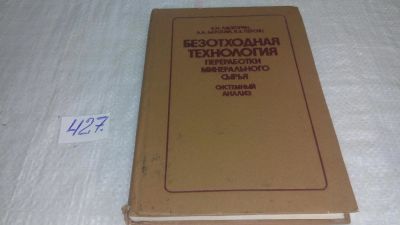 БЕЗОТХОДНАЯ
ТЕХНОЛОГИЯ
ПЕРЕРАБОТКИ
МИНЕРАЛЬНОГО
СЫРЬЯ
СИСТЕМНЫЙ
АНАЛИЗ
427.